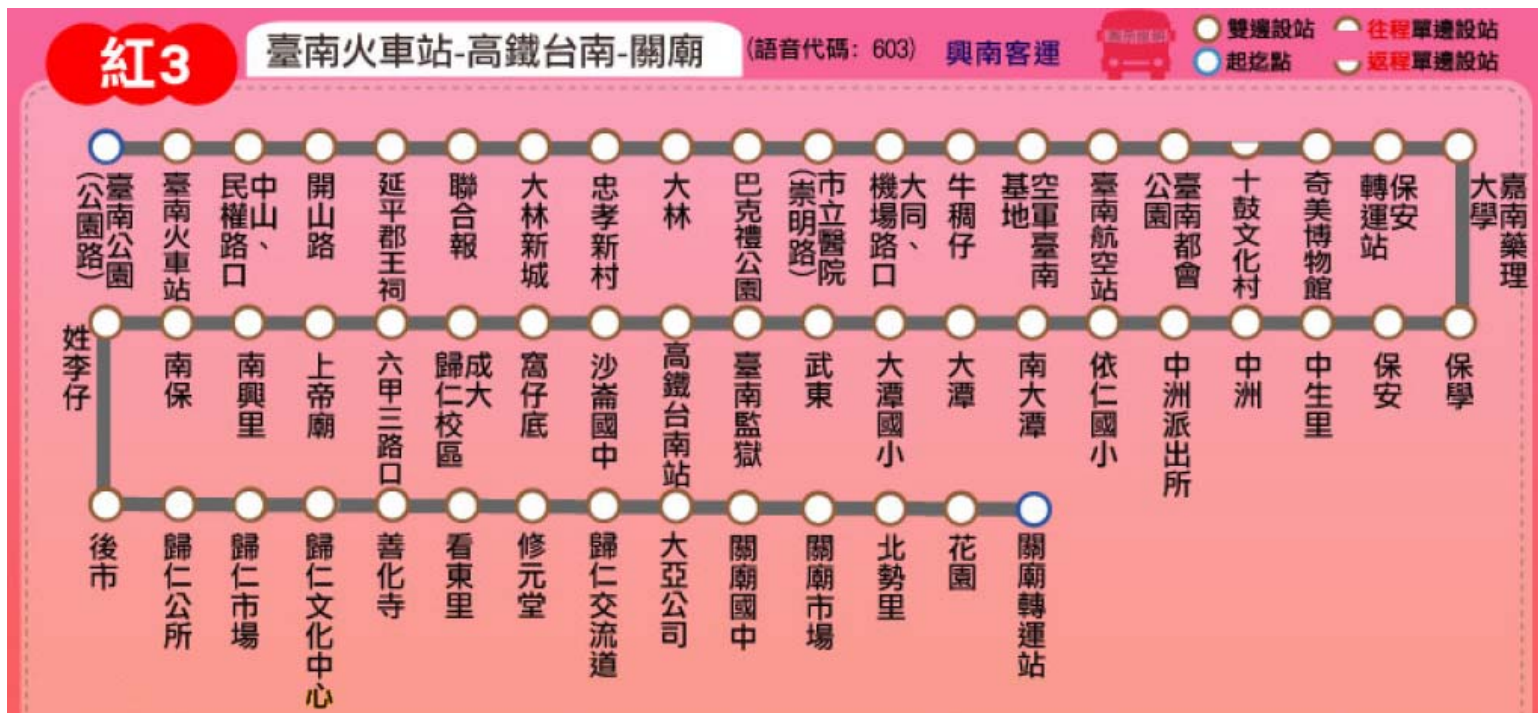 紅3
臺南火車站-高鐵台南-關廟
(語音代碼: 603)
興南客運
雙邊設站
往程單邊設站
起迄點
返程單邊設站
臺南公園
(公園路)
臺南火車站
中山、
民權路口
開山路
延平郡王祠
聯合報
大林新城
忠孝新村
大林
巴克禮公園
市立醫院
(崇明路)
大同、
機場路口
牛稠仔
空軍臺南
基地
臺南航空站
臺南都會
公園
十鼓文化村
奇美博物館
保安
轉運站
嘉南藥理
大學
姓李仔
南保
南興里
上帝廟
六甲三路口
成大
歸仁校區
窩仔底
沙崙國中
高鐵台南站
臺南監獄
武東
大潭國小
大潭
南大潭
依仁國小
中洲派出所
中洲
中生里
保安
保學
後市
歸仁公所
歸仁市場
歸仁文化中心
善化寺
看東里
修元堂
歸仁交流道
大亞公司
關廟國中
關廟市場
北勢里
花園
關廟轉運站